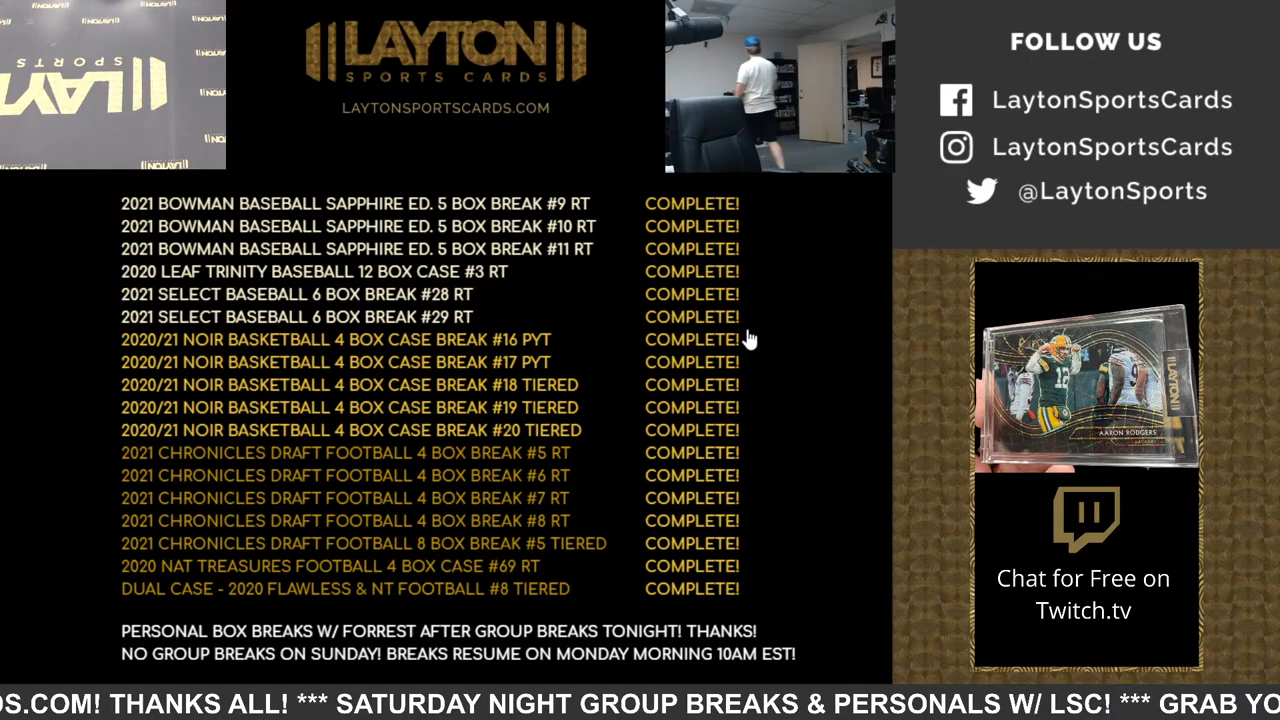 LAYTON
SPORTS CARDS
LAYTONSPORTSCARDS.COM
LAYTON
SPORTS
FOLLOW US
LaytonSportsCards
LaytonSportsCards
@LaytonSports
2021 BOWMAN BASEBALL SAPPHIRE ED. 5 BOX BREAK #9 RT COMPLETE!
2021 BOWMAN BASEBALL SAPPHIRE ED. 5 BOX BREAK #10 RT COMPLETE!
2021 BOWMAN BASEBALL SAPPHIRE ED. 5 BOX BREAK #11 RT COMPLETE!
2020 LEAF TRINITY BASEBALL 12 BOX CASE #3 RT COMPLETE!
2021 SELECT BASEBALL 6 BOX BREAK #28 RT COMPLETE!
2021 SELECT BASEBALL 6 BOX BREAK #29 RT COMPLETE!
2020/21 NOIR BASKETBALL 4 BOX CASE BREAK #16 PYT COMPLETE!
2020/21 NOIR BASKETBALL 4 BOX CASE BREAK #17 PYT COMPLETE!
2020/21 NOIR BASKETBALL 4 BOX CASE BREAK #18 TIERED COMPLETE!
2020/21 NOIR BASKETBALL 4 BOX CASE BREAK #19 TIERED COMPLETE!
2020/21 NOIR BASKETBALL 4 BOX CASE BREAK #20 TIERED COMPLETE!
2021 CHRONICLES DRAFT FOOTBALL 4 BOX BREAK #5 RT COMPLETE!
2021 CHRONICLES DRAFT FOOTBALL 4 BOX BREAK #6 RT COMPLETE!
2021 CHRONICLES DRAFT FOOTBALL 4 BOX BREAK #7 RT COMPLETE!
2021 CHRONICLES DRAFT FOOTBALL 4 BOX BREAK #8 RT COMPLETE!
2021 CHRONICLES DRAFT FOOTBALL 8 BOX BREAK #5 TIERED COMPLETE!
2020 NAT TREASURES FOOTBALL 4 BOX CASE #69 RT COMPLETE!
DUAL CASE - 2020 FLAWLESS & NT FOOTBALL #8 TIERED COMPLETE!
PERSONAL BOX BREAKS W/ FORREST AFTER GROUP BREAKS TONIGHT! THANKS!
NO GROUP BREAKS ON SUNDAY! BREAKS RESUME ON MONDAY MORNING 10AM EST!
12
AARON RODGERS
LAYTON
Chat for Free on
Twitch.tv
DS.COM! THANKS ALL! *** SATURDAY NIGHT GROUP BREAKS & PERSONALS W/ LSC! *** GRAB YO